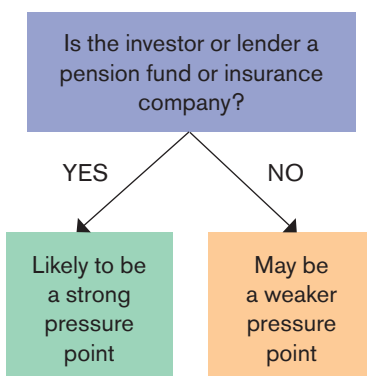 Is the investor or lender a
pension fund or insurance
company?
YES
NO
Likely to be
a strong
pressure
point
May be
a weaker
pressure
point